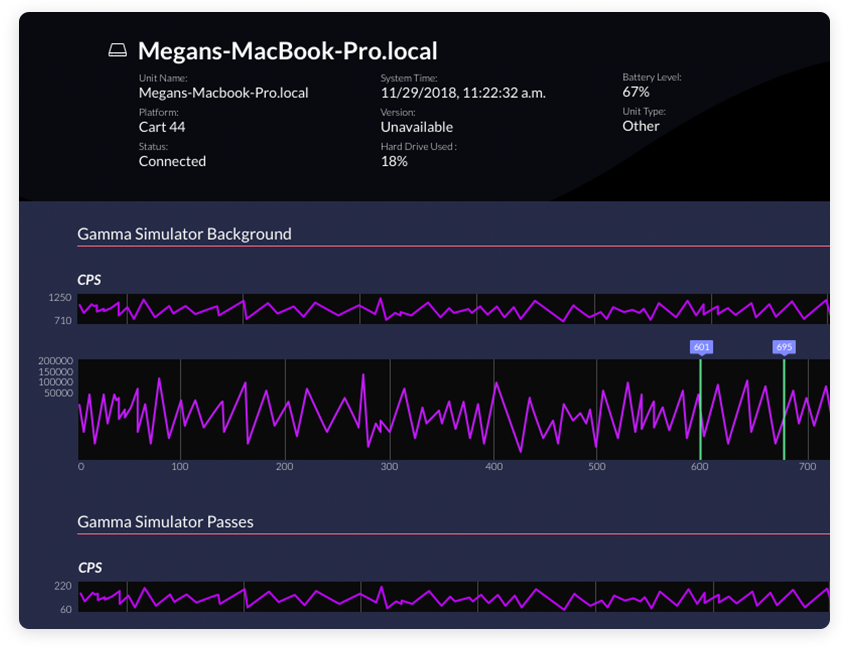 Megans-MacBook-Pro.local
Unit Name: System Time: Battery Level:
Megans-Macbook-Pro.local 11/29/2018, 11:22:32 a.m. 67%
Platform: Version: Unit Type:
Cart 44 Unavailable Other
Status: Hard Drive Used :
Connected 18%
Gamma Simulator Background
CPS
1250
710
601 695
200000
150000
100000
50000
0 100 200 300 400 500 600 700
Gamma Simulator Passes
CPS
220
60